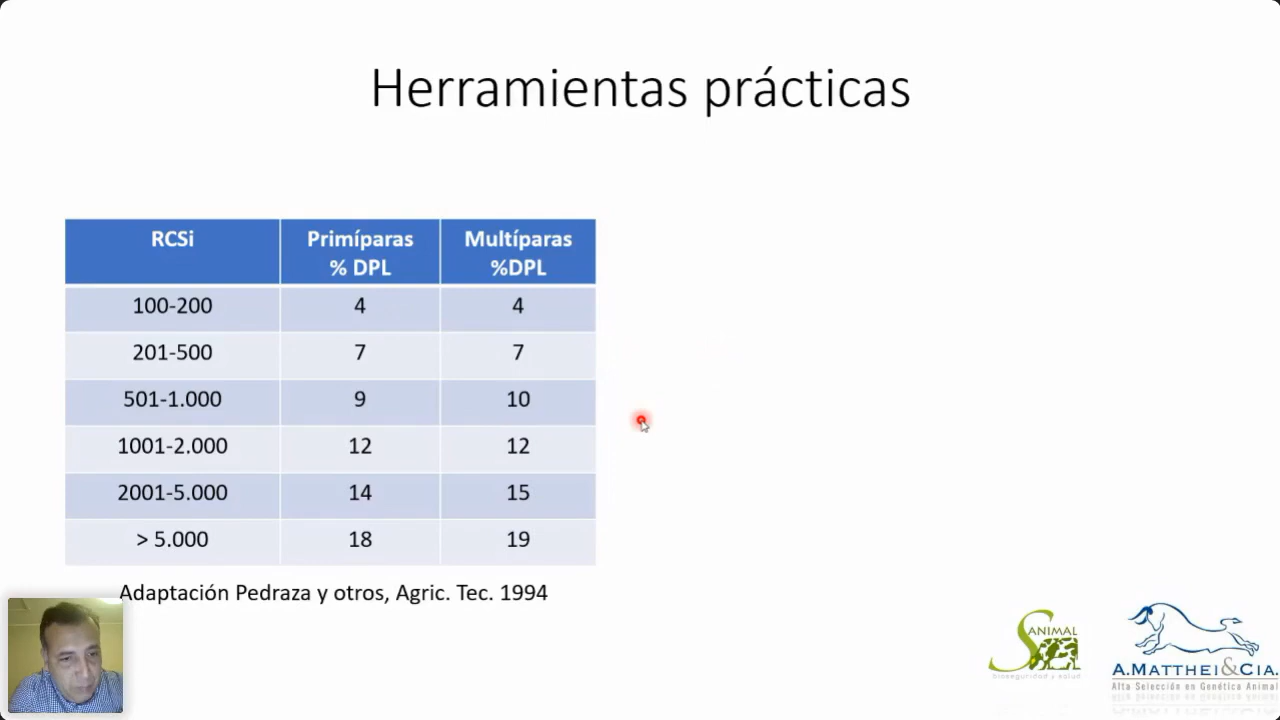 Herramientas prácticas
RCSi Primíparas % DPL Multíparas %DPL
100-200 4 4
201-500 7 7
501-1.000 9 10
1001-2.000 12 12
2001-5.000 14 15
> 5.000 18 19
Adaptación Pedraza y otros, Agric. Tec. 1994
S ANIMAL
bioseguridad y salud
A.MATTHEI&CIA.
Alta Selección en Genética Animal